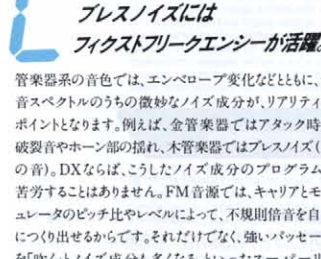 ブレスノイズには
フィクストフリークエンシーが活躍。
管楽器系の音色では、エンベロープ変化などとともに、
音スペクトルのうちの微妙なノイズ成分が、リアリティ
ポイントとなります。例えば、金管楽器ではアタック時
破裂音やホーン部の揺れ、木管楽器ではブレスノイズ(
の音)。DXならば、こうしたノイズ成分のプログラム
苦労することはありません。FM音源では、キャリアとモ
ュレータのピッチ比やレベルによって、不規則倍音を自
につくり出せるからです。それだけでなく、強いパッセー